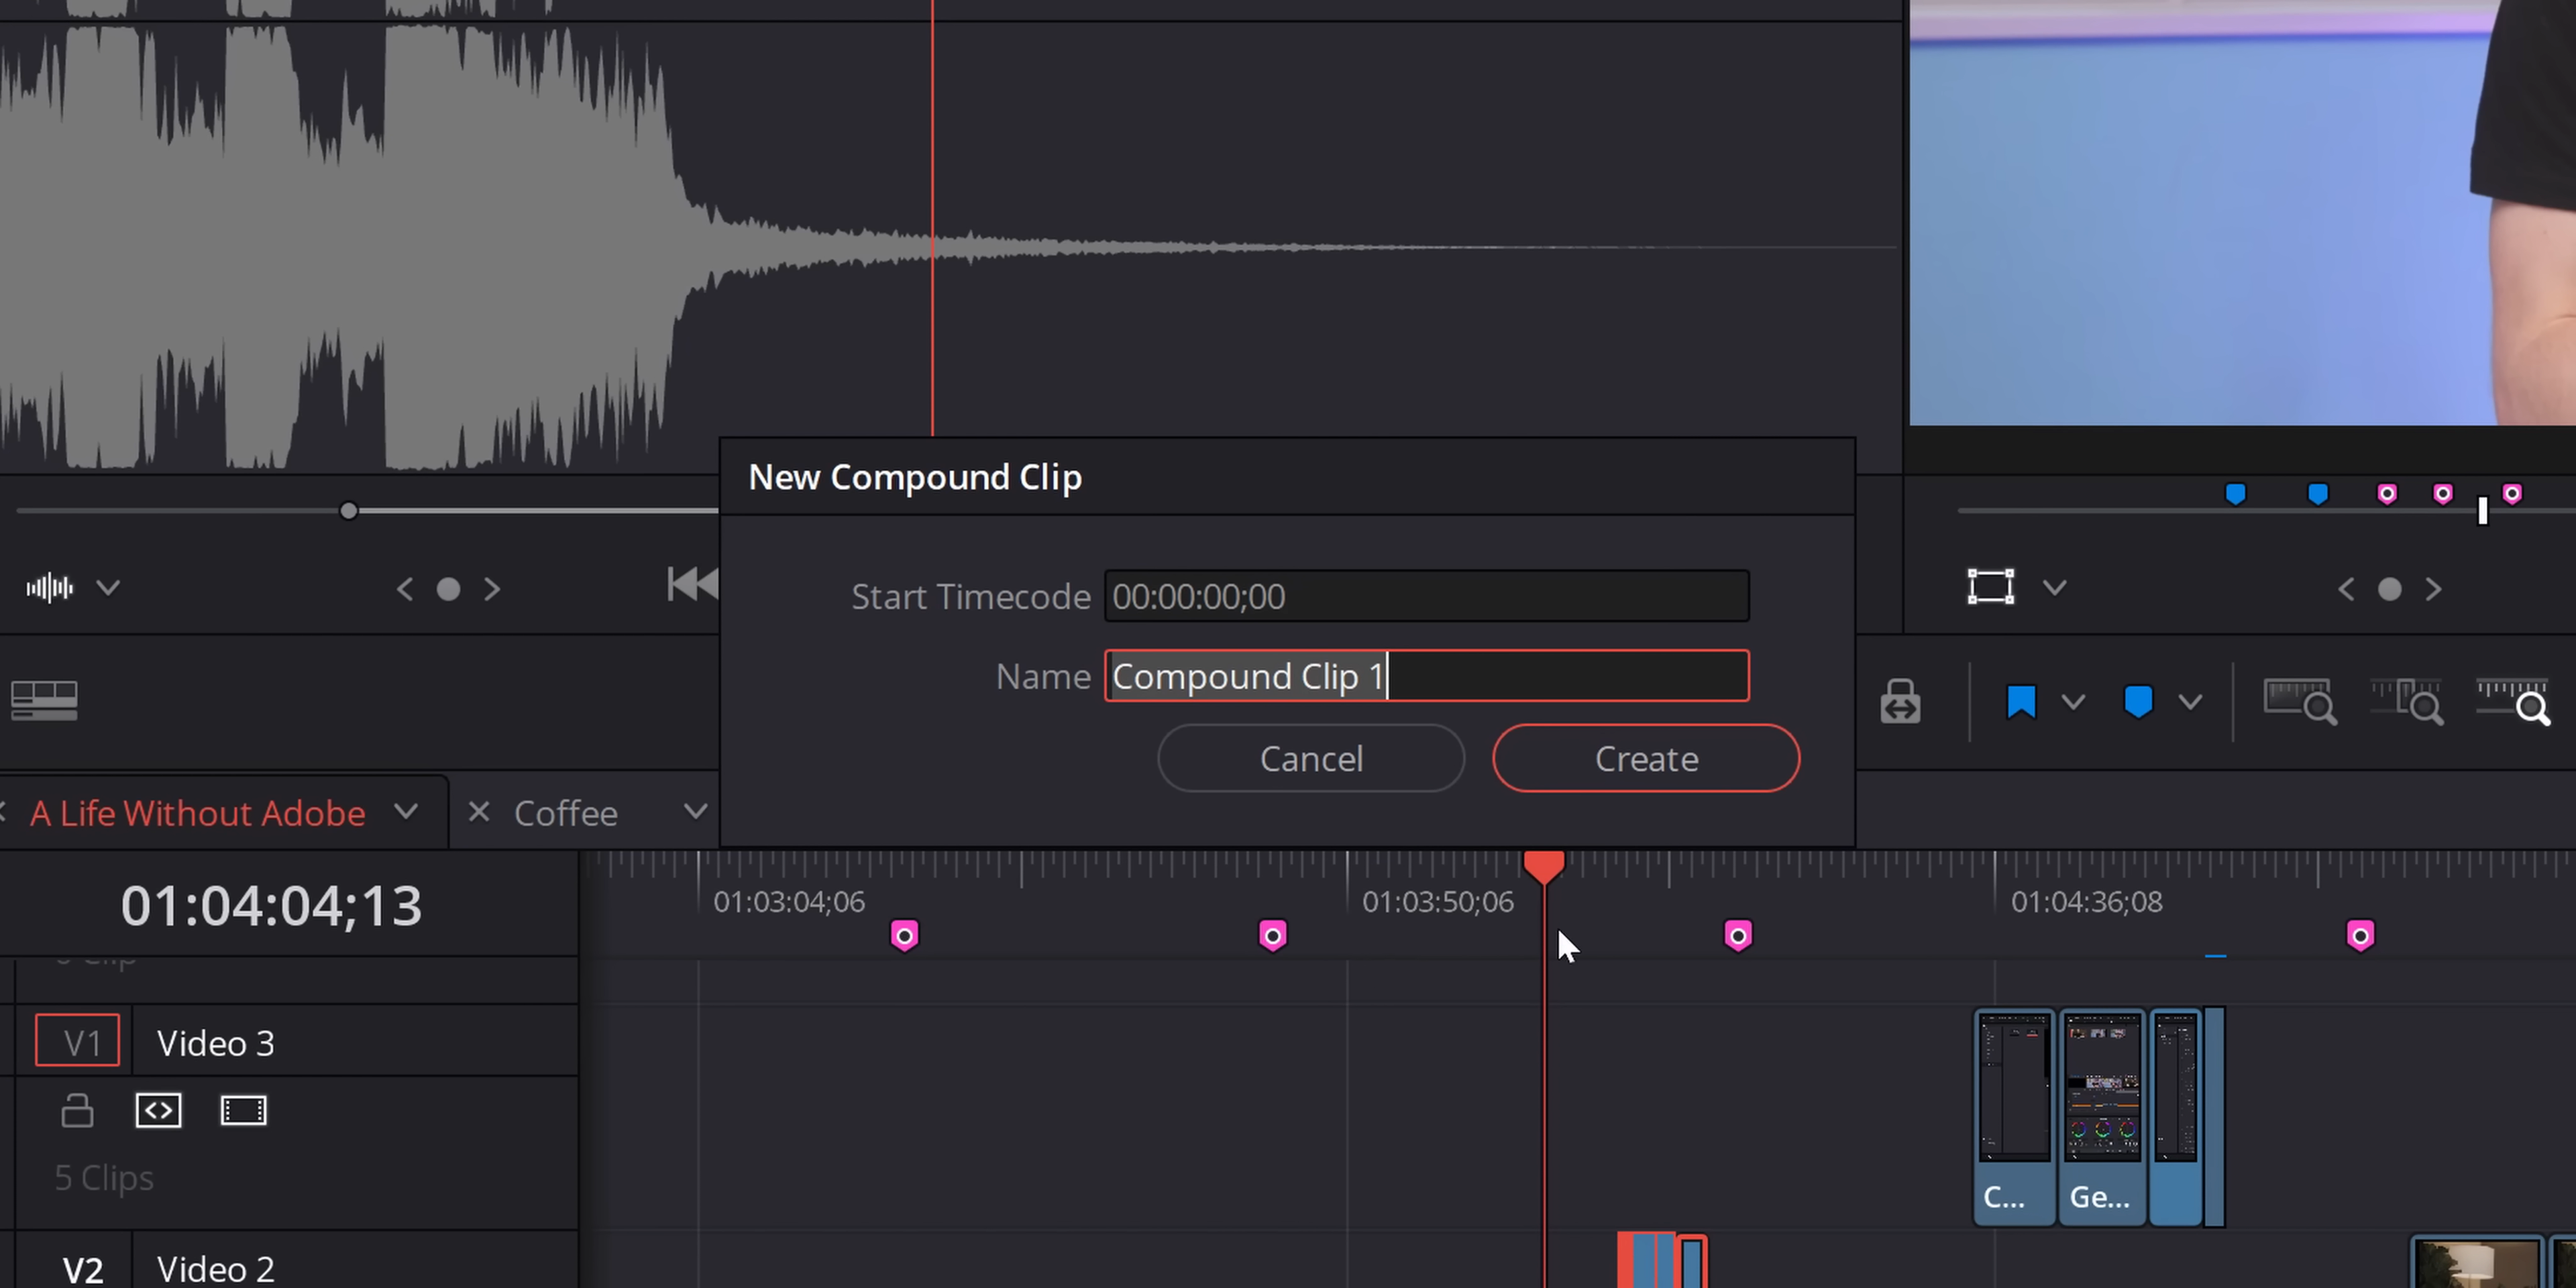 New Compound Clip
Start Timecode 00:00:00;00
Name Compound Clip 1
Cancel Create
A Life Without Adobe Coffee
01:04:04;13
01:03:04;06 01:03:50;06 01:04:36;08
V1 Video 3
5 Clips
C... Ge...
V2 Video 2